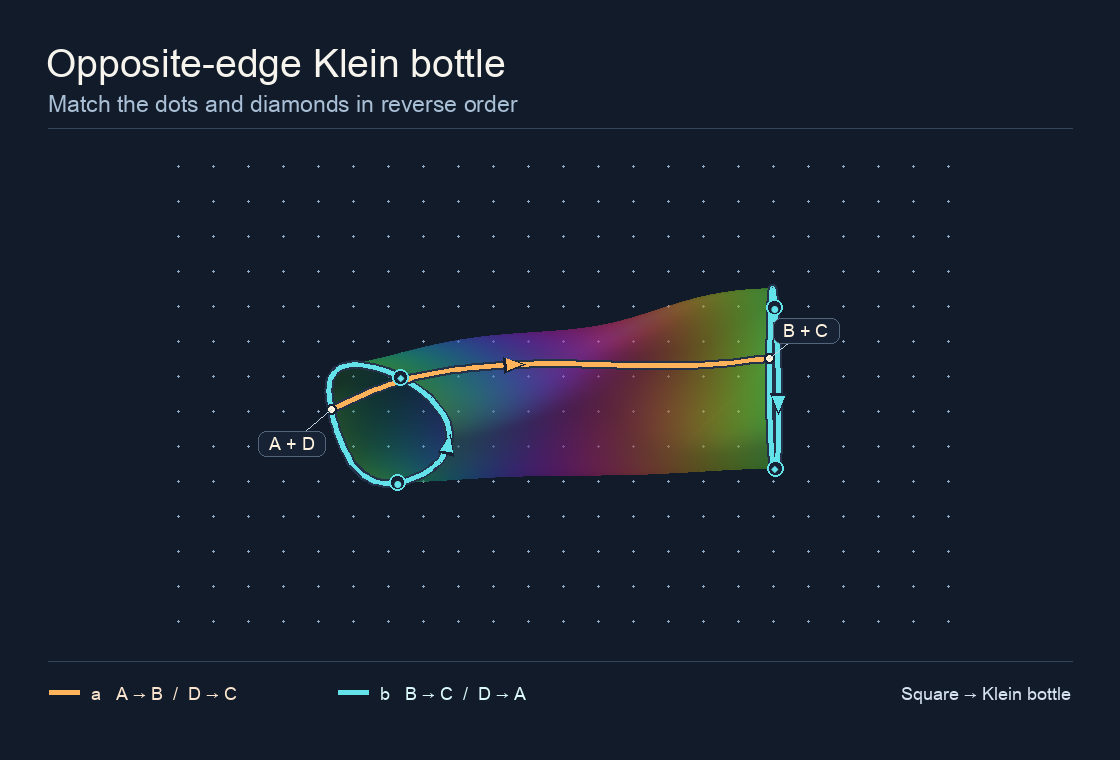 Opposite-edge Klein bottle
Match the dots and diamonds in reverse order
B + C
A + D
a A→B / D→C
b B→C / D→A
Square→Klein bottle